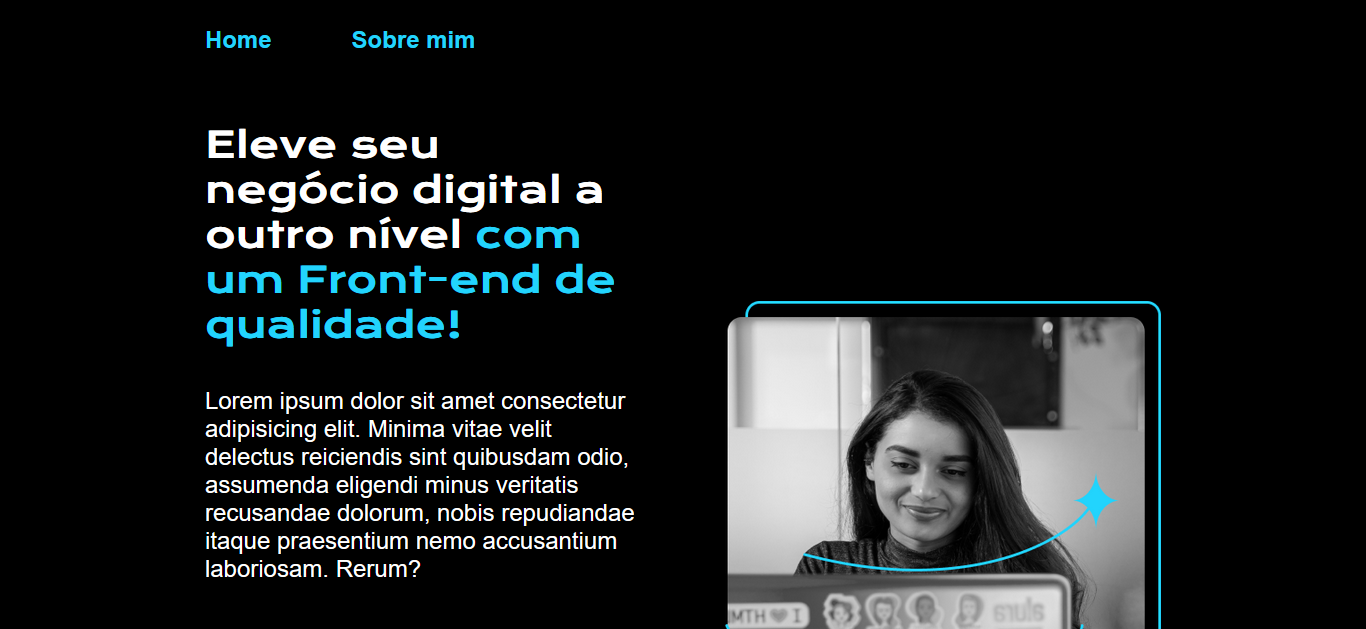 Home Sobre mim
Eleve seu
negócio digital a
outro nível com
um Front-end de
qualidade!
Lorem ipsum dolor sit amet consectetur
adipisicing elit. Minima vitae velit
delectus reiciendis sint quibusdam odio,
assumenda eligendi minus veritatis
recusandae dolorum, nobis repudiandae
itaque praesentium nemo accusantium
laboriosam. Rerum?
I ♥ HTMI
alura